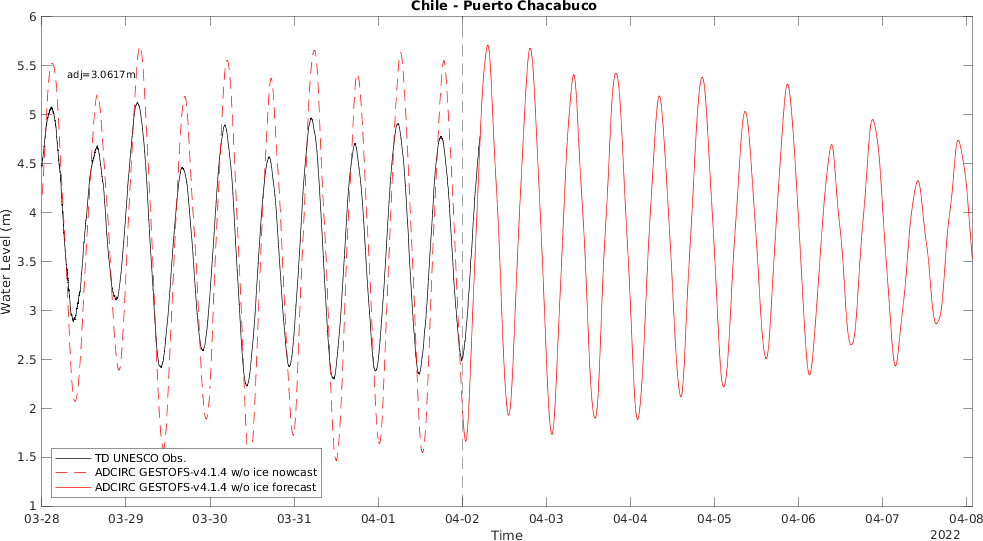 Chile - Puerto Chacabuco
6
5.5
5
4.5
4
3.5
3
2.5
2
1.5
1
Water Level (m)
adj=3.0617m
TD UNESCO Obs.
ADCIRC GESTOFS-v4.1.4 w/o ice nowcast
ADCIRC GESTOFS-v4.1.4 w/o ice forecast
03-28 03-29 03-30 03-31 04-01 04-02 04-03 04-04 04-05 04-06 04-07 04-08
Time
2022